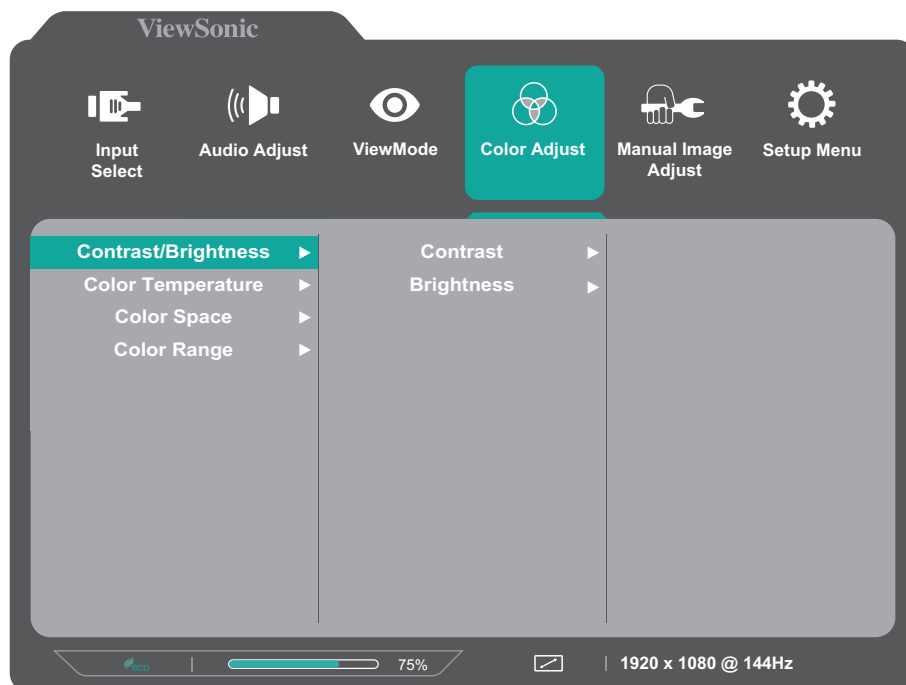 ViewSonic
Input
Select
Audio Adjust
ViewMode
Color Adjust
Manual Image
Adjust
Setup Menu
Contrast/Brightness
Color Temperature
Color Space
Color Range
Contrast
Brightness
eco
75%
1920 x 1080 @ 144Hz